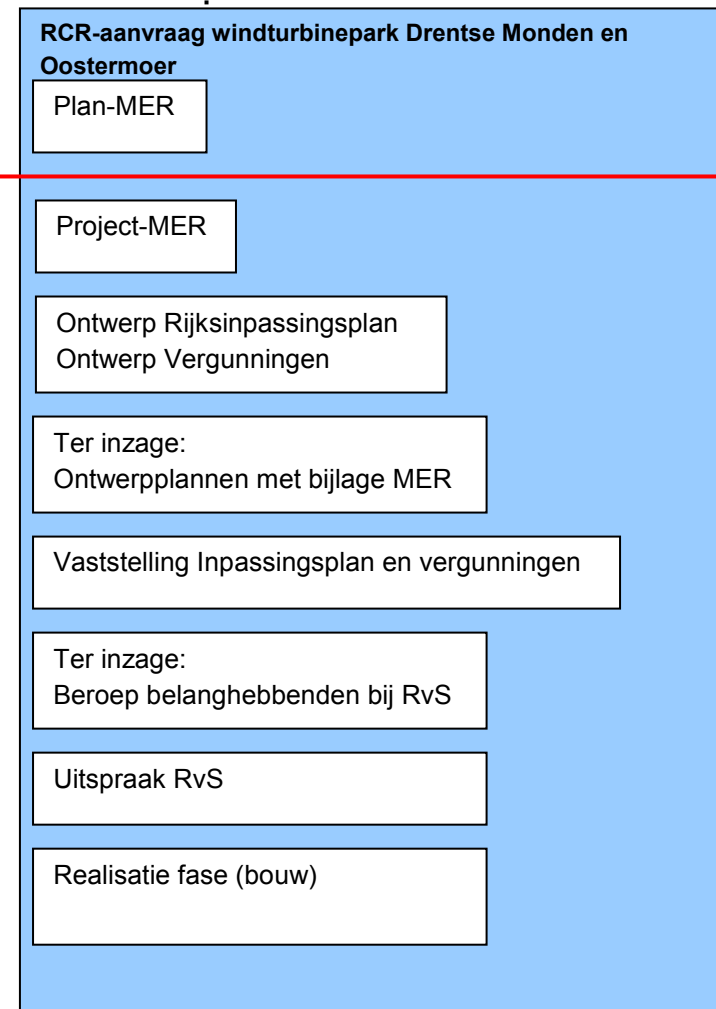 RCR-aanvraag windturbinepark Drentse Monden en
Oostermoer
Plan-MER
Project-MER
Ontwerp Rijksinpassingsplan
Ontwerp Vergunningen
Ter inzage:
Ontwerpplannen met bijlage MER
Vaststelling Inpassingsplan en vergunningen
Ter inzage:
Beroep belanghebbenden bij RvS
Uitspraak RvS
Realisatie fase (bouw)